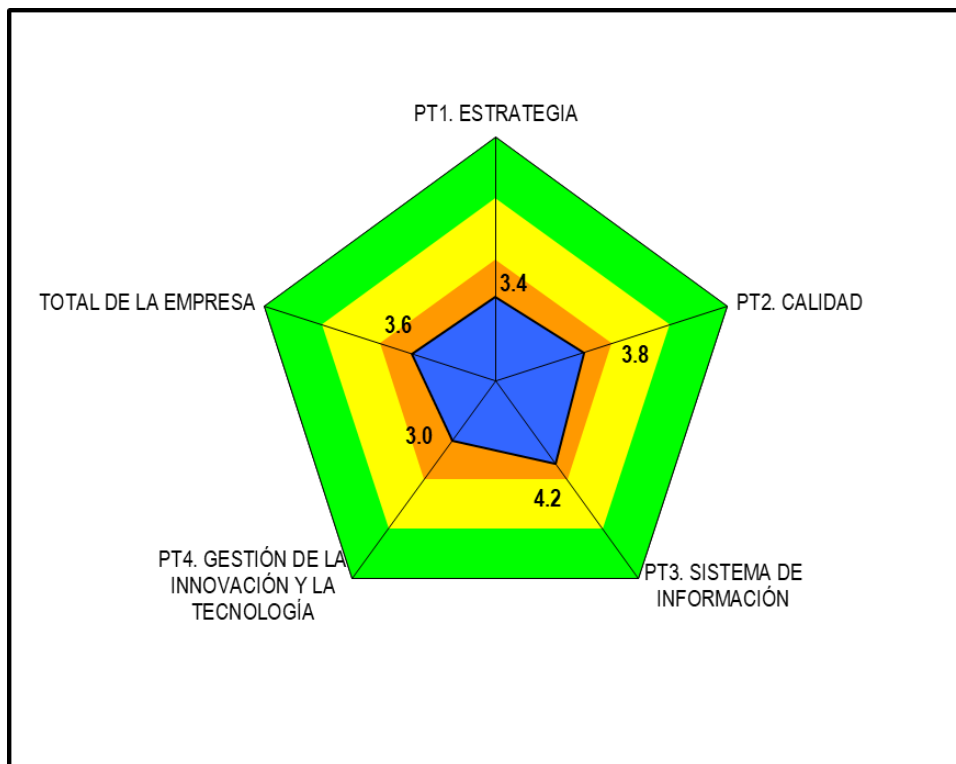 PT1. ESTRATEGIA
3.4
TOTAL DE LA EMPRESA
3.6
PT2. CALIDAD
3.8
3.0
4.2
PT4. GESTIÓN DE LA
INNOVACIÓN Y LA
TECNOLOGÍA
PT3. SISTEMA DE
INFORMACIÓN